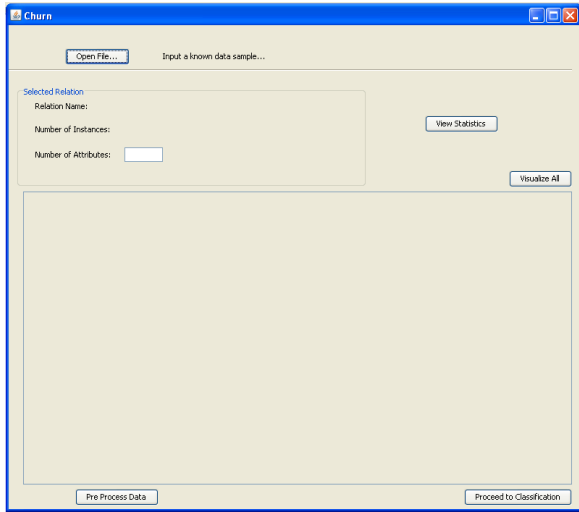 Churn
Open File... Input a known data sample...
Selected Relation
Relation Name:
Number of Instances:
View Statistics
Number of Attributes:
Visualize All
Pre Process Data Proceed to Classification